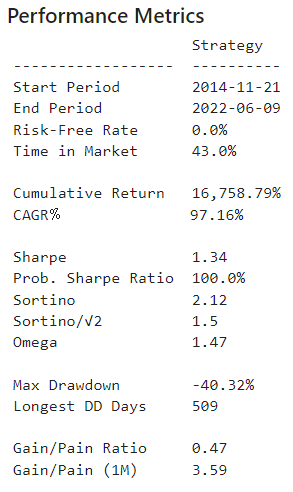 Performance Metrics
Strategy
------------------ ----------
Start Period 2014-11-21
End Period 2022-06-09
Risk-Free Rate 0.0%
Time in Market 43.0%
Cumulative Return 16,758.79%
CAGR% 97.16%
Sharpe 1.34
Prob. Sharpe Ratio 100.0%
Sortino 2.12
Sortino/√2 1.5
Omega 1.47
Max Drawdown -40.32%
Longest DD Days 509
Gain/Pain Ratio 0.47
Gain/Pain (1M) 3.59